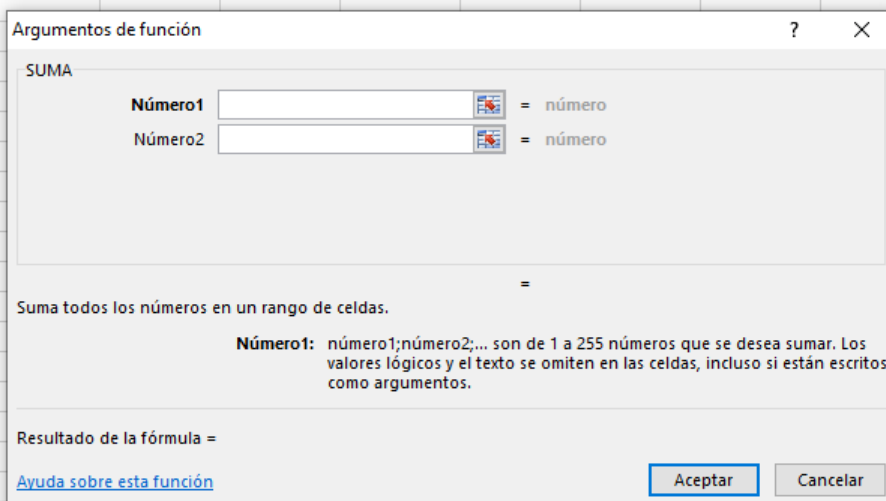 Argumentos de función ? ×
SUMA
Número1 = número
Número2 = número
=
Suma todos los números en un rango de celdas.
Número1: número1;número2;... son de 1 a 255 números que se desea sumar. Los
valores lógicos y el texto se omiten en las celdas, incluso si están escritos
como argumentos.
Resultado de la fórmula =
Ayuda sobre esta función
Aceptar Cancelar